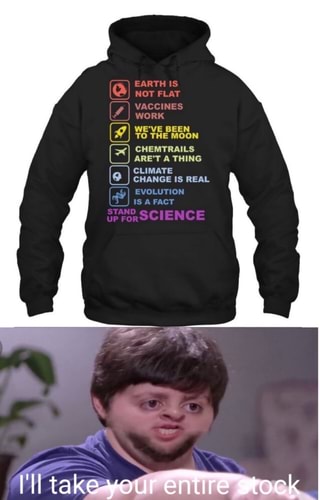 EARTH IS
NOT FLAT
VACCINES
WORK
WE'VE BEEN
TO THE MOON
CHEMTRAILS
ARE'T A THING
CLIMATE
CHANGE IS REAL
EVOLUTION
IS A FACT
STAND
UP FOR SCIENCE
I'll take your entire stock